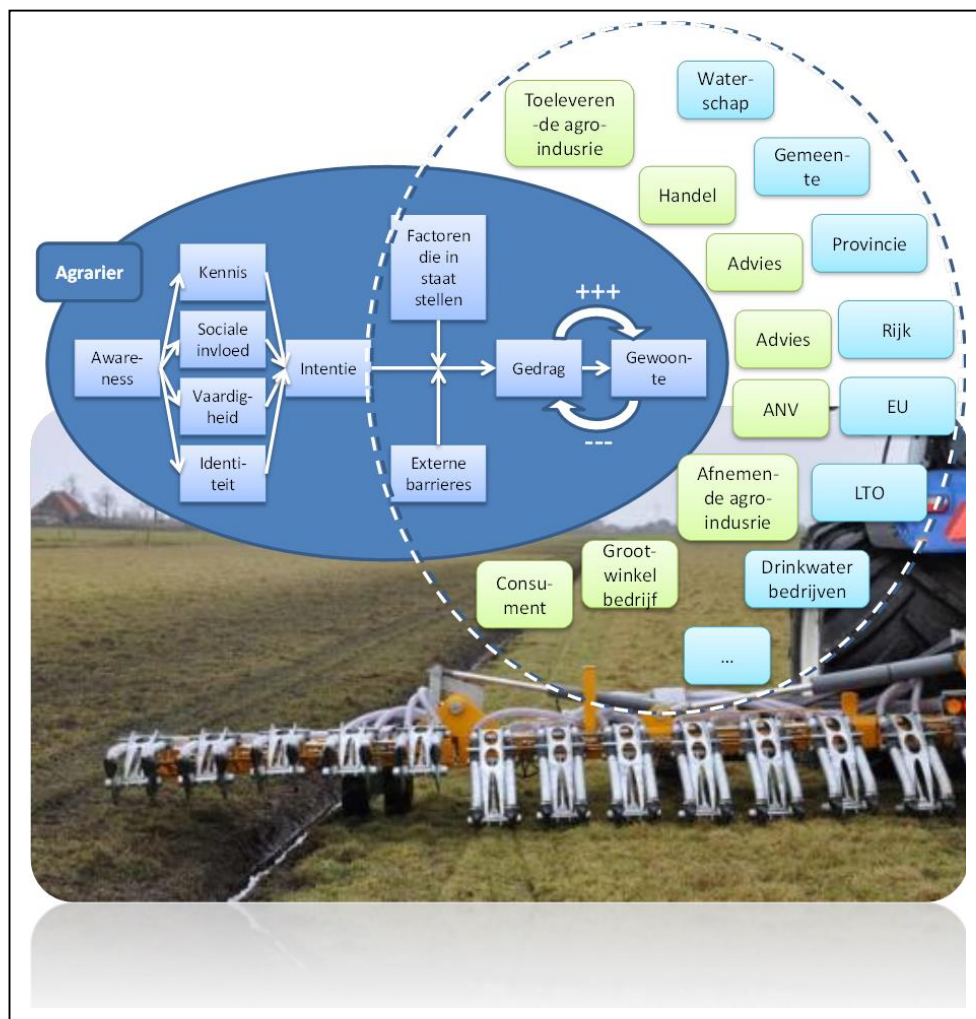 Agrarier
Aware-
ness
Kennis
Sociale
invloed
Vaardig-
heid
Identi-
teit
Intentie
Factoren
die in
staat
stellen
Externe
barrieres
Gedrag
+++
---
Gewoon-
te
Toeleveren
-de agro-
indusrie
Water-
schap
Handel
Gemeen-
te
Advies
Provincie
Advies
Rijk
ANV
EU
Afnemen-
de agro-
indusrie
LTO
Consu-
ment
Groot-
winkel
bedrijf
Drinkwater
bedrijven
...